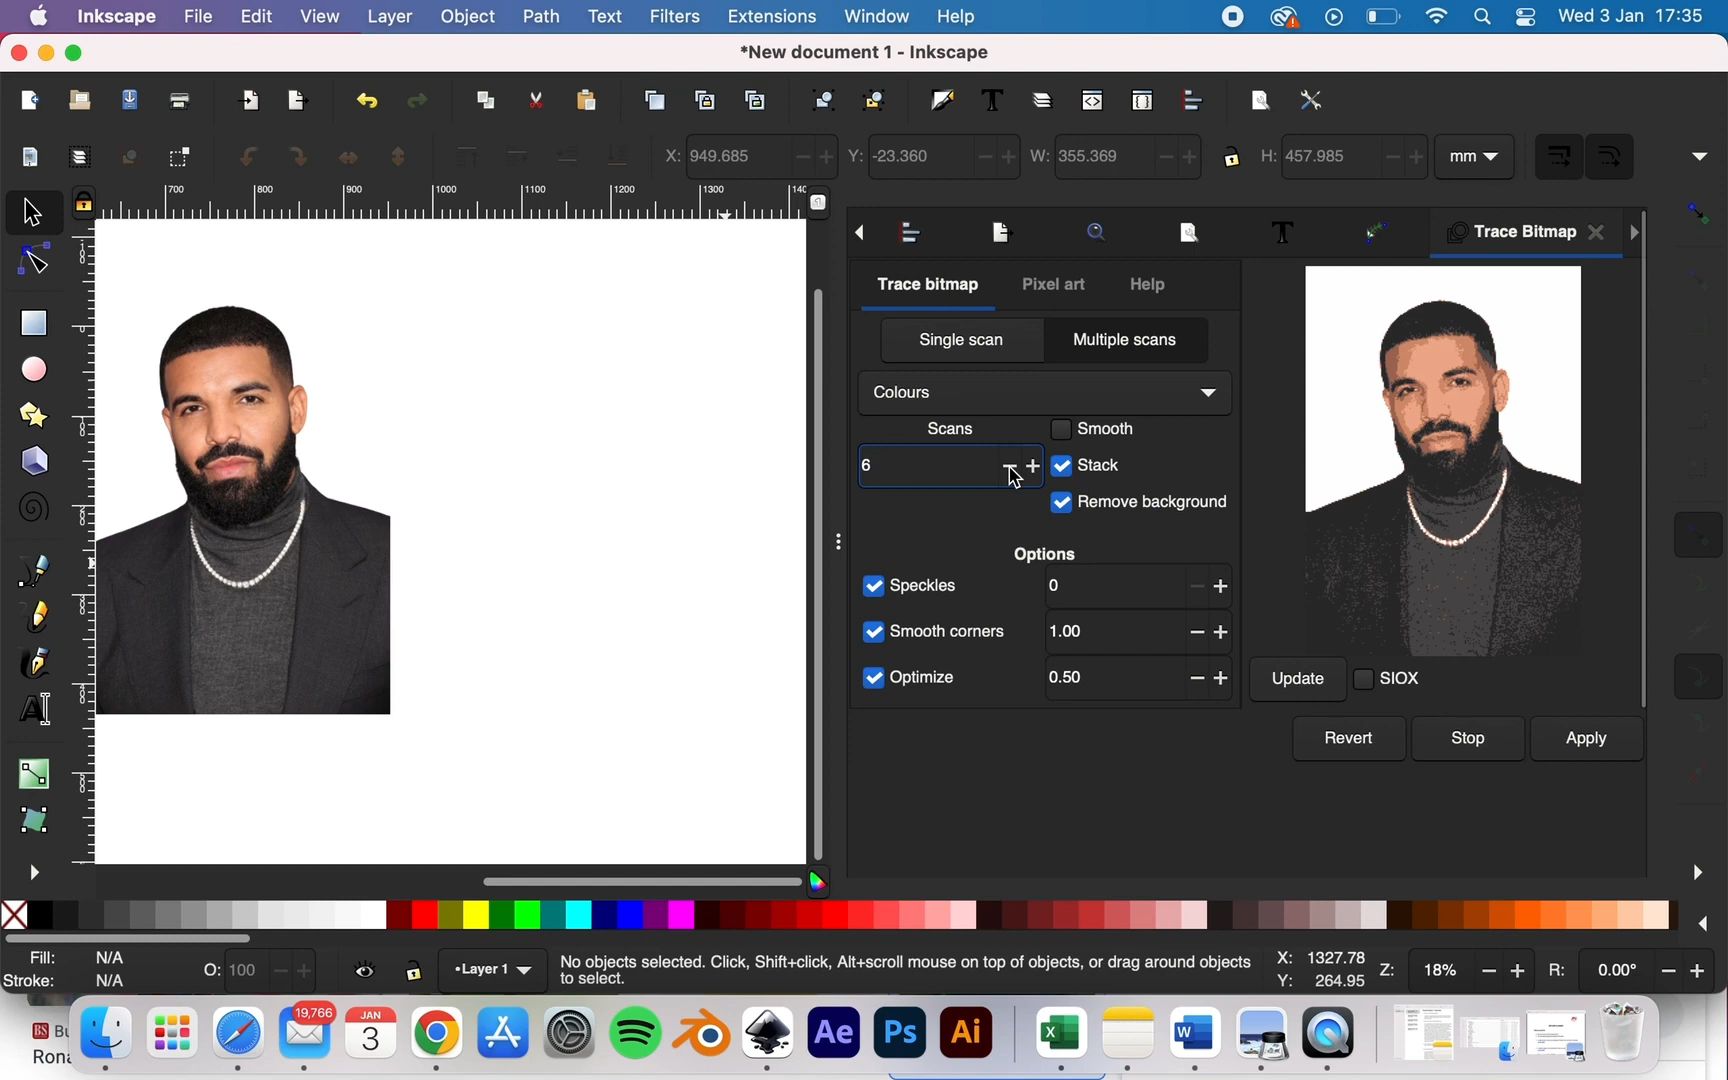 Inkscape File Edit View Layer Object Path Text Filters Extensions Window Help Wed 3 Jan 17:35
*New document 1 - Inkscape
X: 949.685 Y: -23.360 W: 355.369 H: 457.985 mm
700 800 900 1000 1100 1200 1300
Trace Bitmap
Trace bitmap Pixel art Help
Single scan Multiple scans
Colours
Scans Smooth
6 Stack
Remove background
Options
Speckles 0
Smooth corners 1.00
Optimize 0.50
Update SIOX
Revert Stop Apply
Fill: N/A
Stroke: N/A
O: 100
•Layer 1
No objects selected. Click, Shift+click, Alt+scroll mouse on top of objects, or drag around objects
to select.
X: 1327.78
Y: 264.95
Z: 18% R: 0.00°
19,766
JAN
3
Ae Ps Ai
BS Bu
Rona